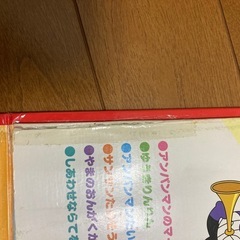 ●アンパンマンのマ
●ゆうきりんりん
●アンパンマン
●サンサンたいそう
●やまのおんがくか
●しあわせならて